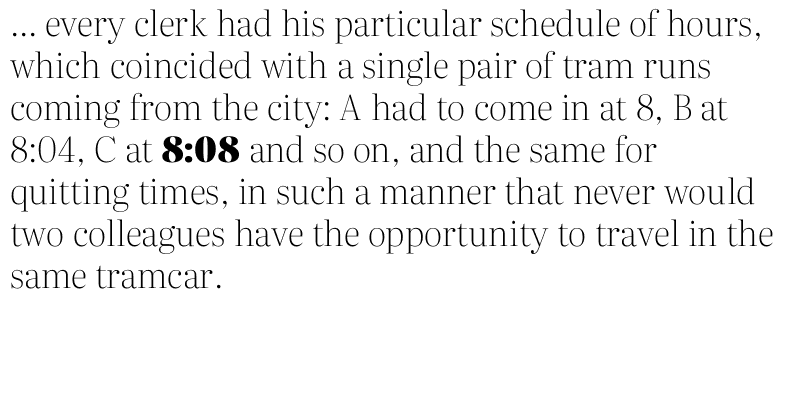 ... every clerk had his particular schedule of hours,
which coincided with a single pair of tram runs
coming from the city: A had to come in at 8, B at
8:04, C at 8:08 and so on, and the same for
quitting times, in such a manner that never would
two colleagues have the opportunity to travel in the
same tramcar.